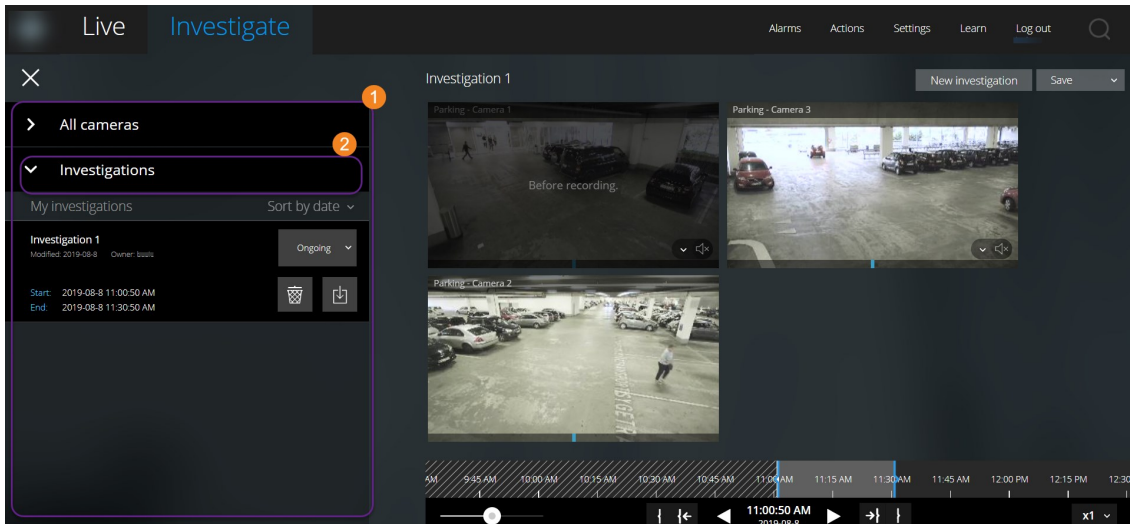 Live Investigate Alarms Actions Settings Learn Log out
Investigation 1 New investigation Save
1
All cameras
2
Investigations
My investigations Sort by date
Investigation 1 Ongoing
Modified: 2019-08-8 Owner:
Start: 2019-08-8 11:00:50 AM
End: 2019-08-8 11:30:50 AM
Parking - Camera 1
Before recording.
Parking - Camera 3
Parking - Camera 2
AM 9:45 AM 10:00 AM 10:15 AM 10:30 AM 10:45 AM 11:00 AM 11:15 AM 11:30 AM 11:45 AM 12:00 PM 12:15 PM 12:30
11:00:50 AM x1
2019-08-8